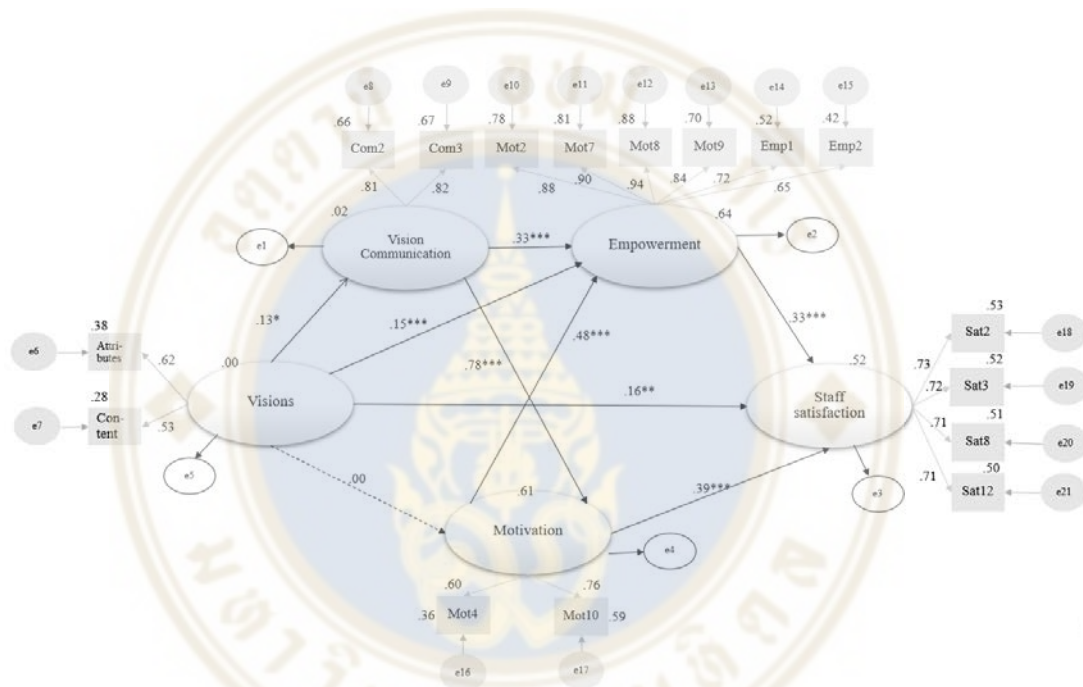 e8 e9 e10 e11 e12 e13 e14 e15
.66 .67 .78 .81 .88 .70 .52 .42
Com2 Com3 Mot2 Mot7 Mot8 Mot9 Emp1 Emp2
.81 .82 .88 .90 .94 .84 .72 .65
.02 .64
e1 Vision Communication .33*** Empowerment e2
.13* .15*** .48*** .33***
.38 .53
e6 Attri-
butes .62 .00 .78*** .52 .73 Sat2 e18
.52
.28 Visions .16** Staff
satisfaction .72 Sat3 e19
e7 Con-
tent .53 .51
.71 Sat8 e20
e5 .00 .50
.61 .39*** e3 .71 Sat12 e21
Motivation e4
.60 .76
.36 Mot4 Mot10 .59
e16 e17